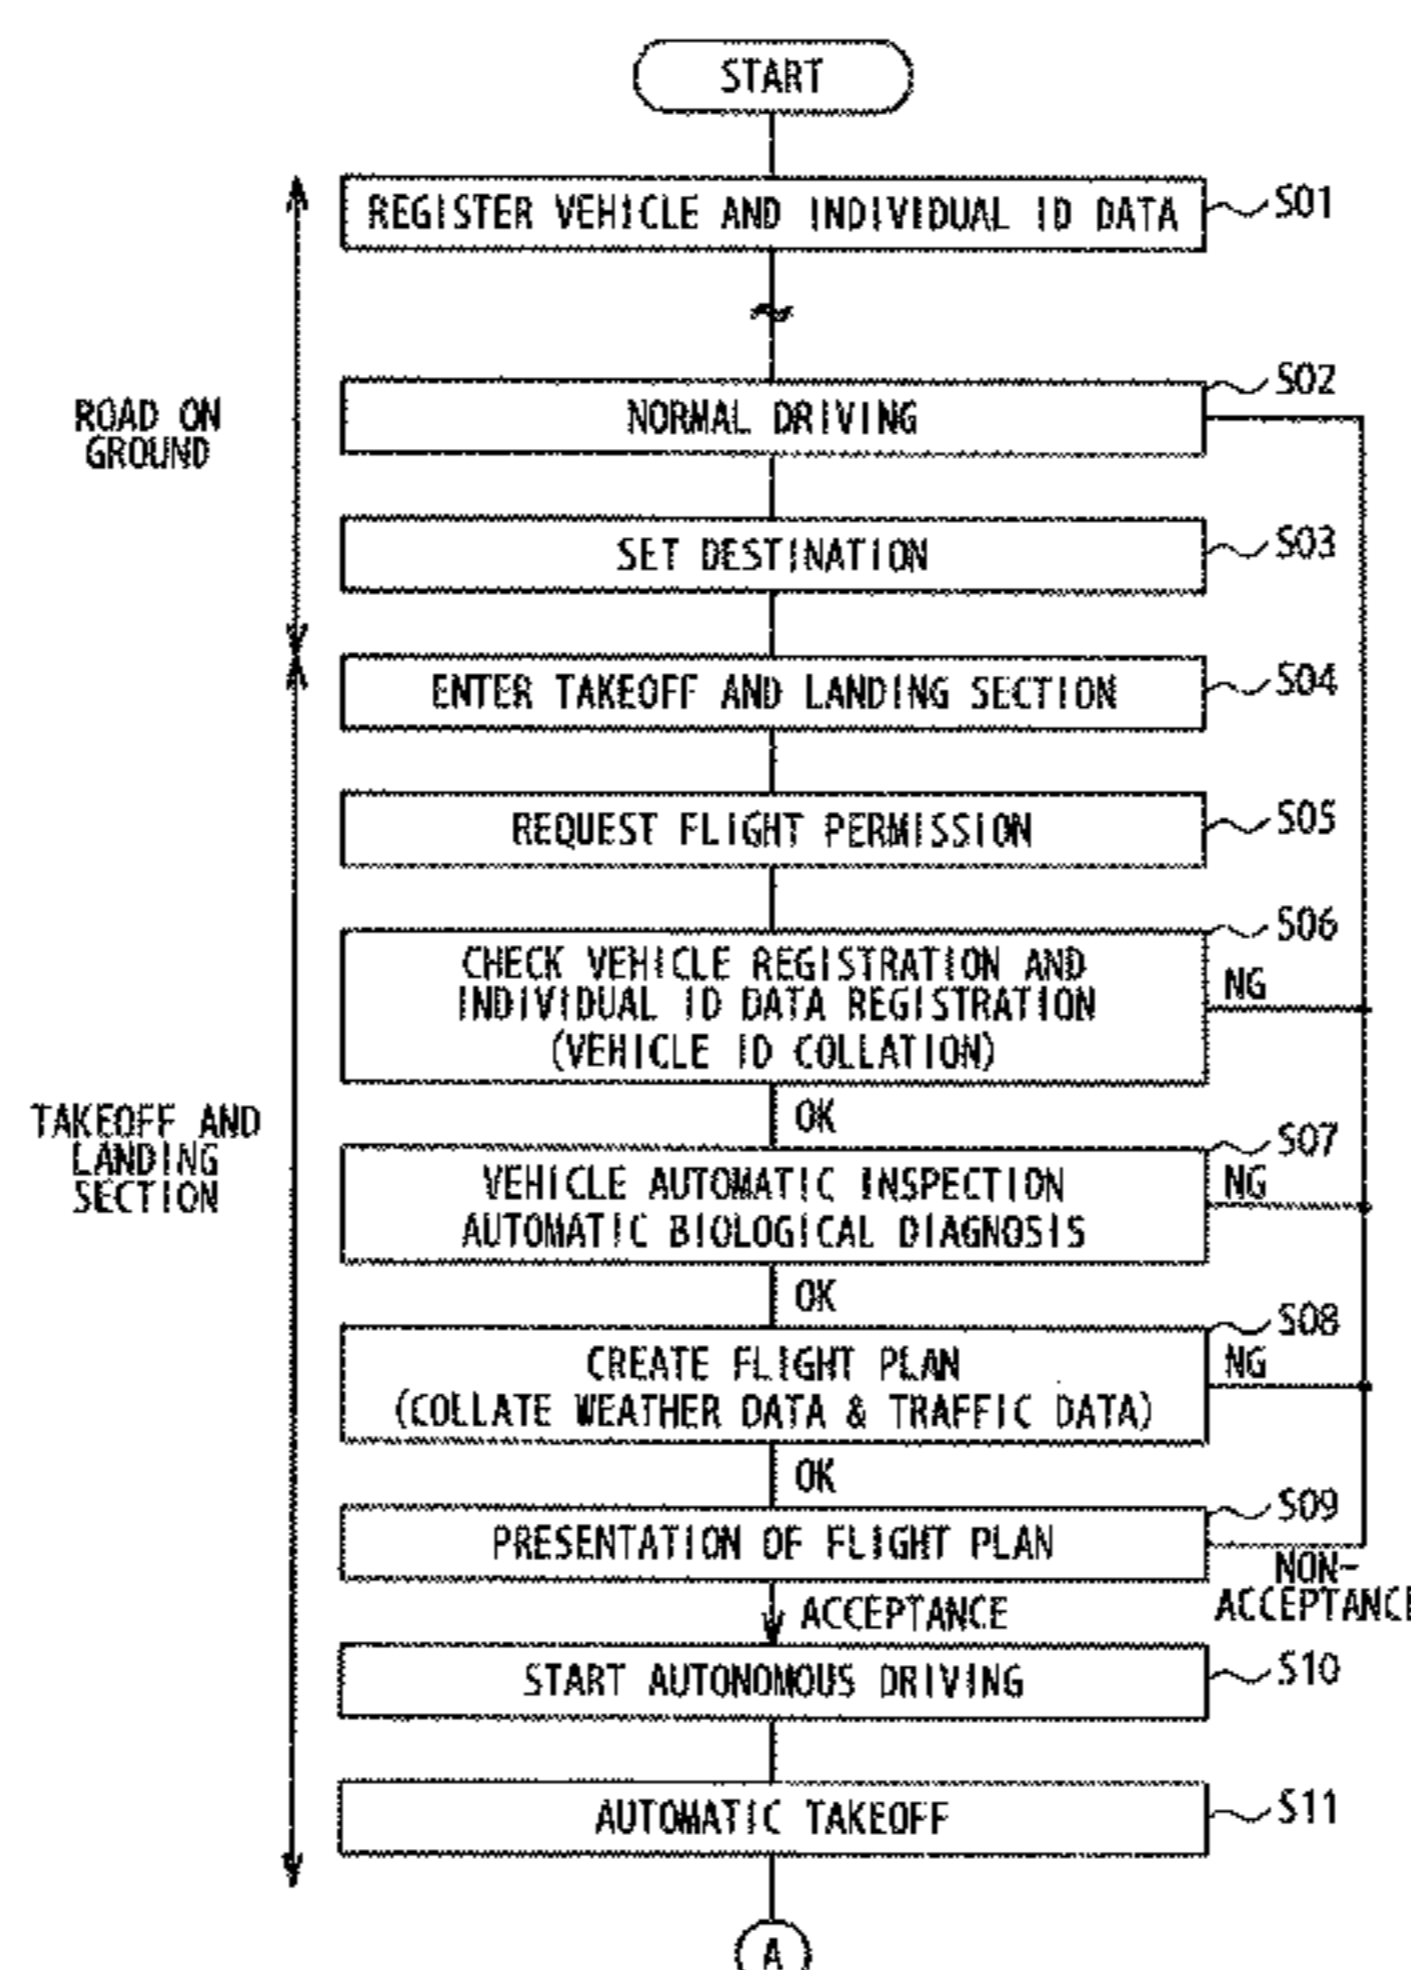 START
REGISTER VEHICLE AND INDIVIDUAL ID DATA
S01
ROAD ON
GROUND
NORMAL DRIVING
S02
SET DESTINATION
S03
ENTER TAKEOFF AND LANDING SECTION
S04
REQUEST FLIGHT PERMISSION
S05
S06
CHECK VEHICLE REGISTRATION AND
INDIVIDUAL ID DATA REGISTRATION
(VEHICLE ID COLLATION)
NG
OK
TAKEOFF AND
LANDING
SECTION
S07
VEHICLE AUTOMATIC INSPECTION
AUTOMATIC BIOLOGICAL DIAGNOSIS
NG
OK
S08
CREATE FLIGHT PLAN
(COLLATE WEATHER DATA & TRAFFIC DATA)
NG
OK
S09
PRESENTATION OF FLIGHT PLAN
NON-
ACCEPTANCE
ACCEPTANCE
START AUTONOMOUS DRIVING
S10
AUTOMATIC TAKEOFF
S11
A